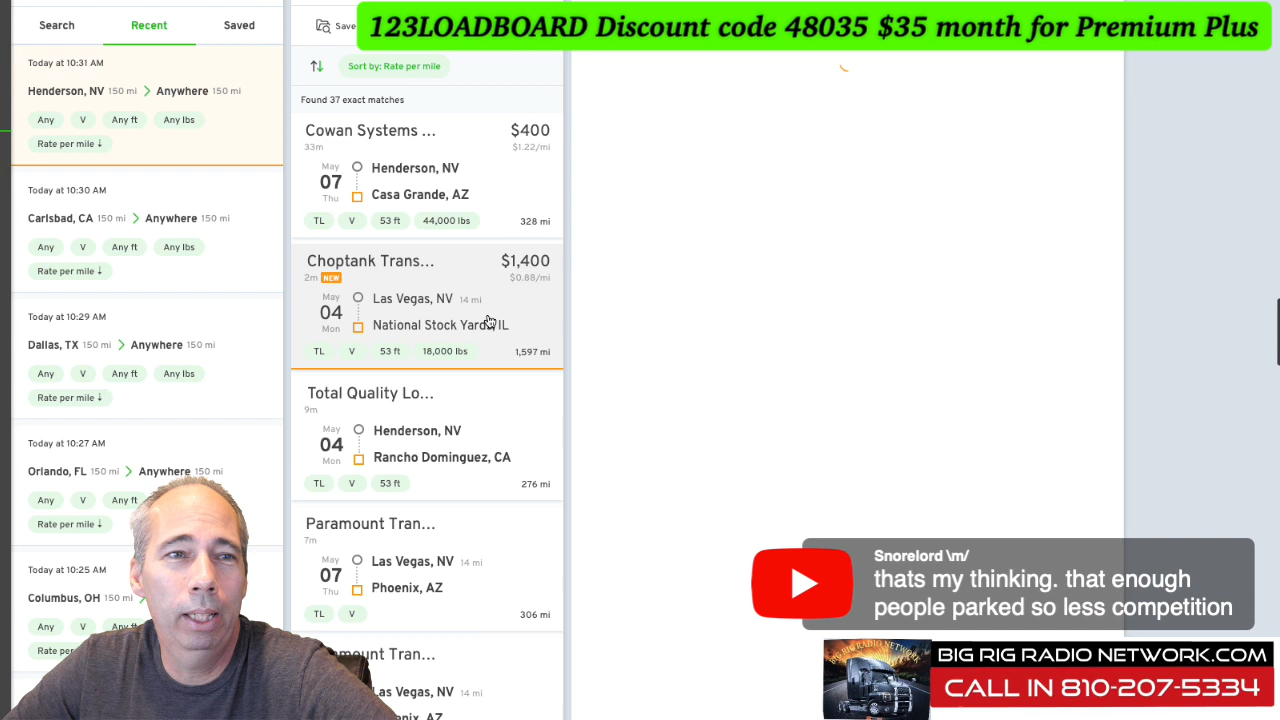 123LOADBOARD Discount code 48035 $35 month for Premium Plus
Search
Recent
Saved
Today at 10:31 AM
Henderson, NV 150 mi > Anywhere 150 mi
Any V Any ft Any lbs
Rate per mile ↓
Today at 10:30 AM
Carlsbad, CA 150 mi > Anywhere 150 mi
Any V Any ft Any lbs
Rate per mile ↓
Today at 10:29 AM
Dallas, TX 150 mi > Anywhere 150 mi
Any V Any ft Any lbs
Rate per mile ↓
Today at 10:27 AM
Orlando, FL 150 mi > Anywhere 150 mi
Any V Any ft
Rate per mile ↓
Today at 10:25 AM
Columbus, OH 150 mi
Any V
Save
Sort by: Rate per mile
Found 37 exact matches
Cowan Systems ... $400
33m $1.22/mi
May 07 Thu
Henderson, NV
Casa Grande, AZ
TL V 53 ft 44,000 lbs 328 mi
Choptank Trans... $1,400
2m NEW $0.88/mi
May 04 Mon
Las Vegas, NV 14 mi
National Stock Yards, IL
TL V 53 ft 18,000 lbs 1,597 mi
Total Quality Lo...
9m
May 04 Mon
Henderson, NV
Rancho Dominguez, CA
TL V 53 ft 276 mi
Paramount Tran...
7m
May 07 Thu
Las Vegas, NV 14 mi
Phoenix, AZ
TL V 306 mi
Las Vegas, NV 14 mi
Snorelord \m/
thats my thinking. that enough
people parked so less competition
BIG RIG RADIO NETWORK.COM
CALL IN 810-207-5334